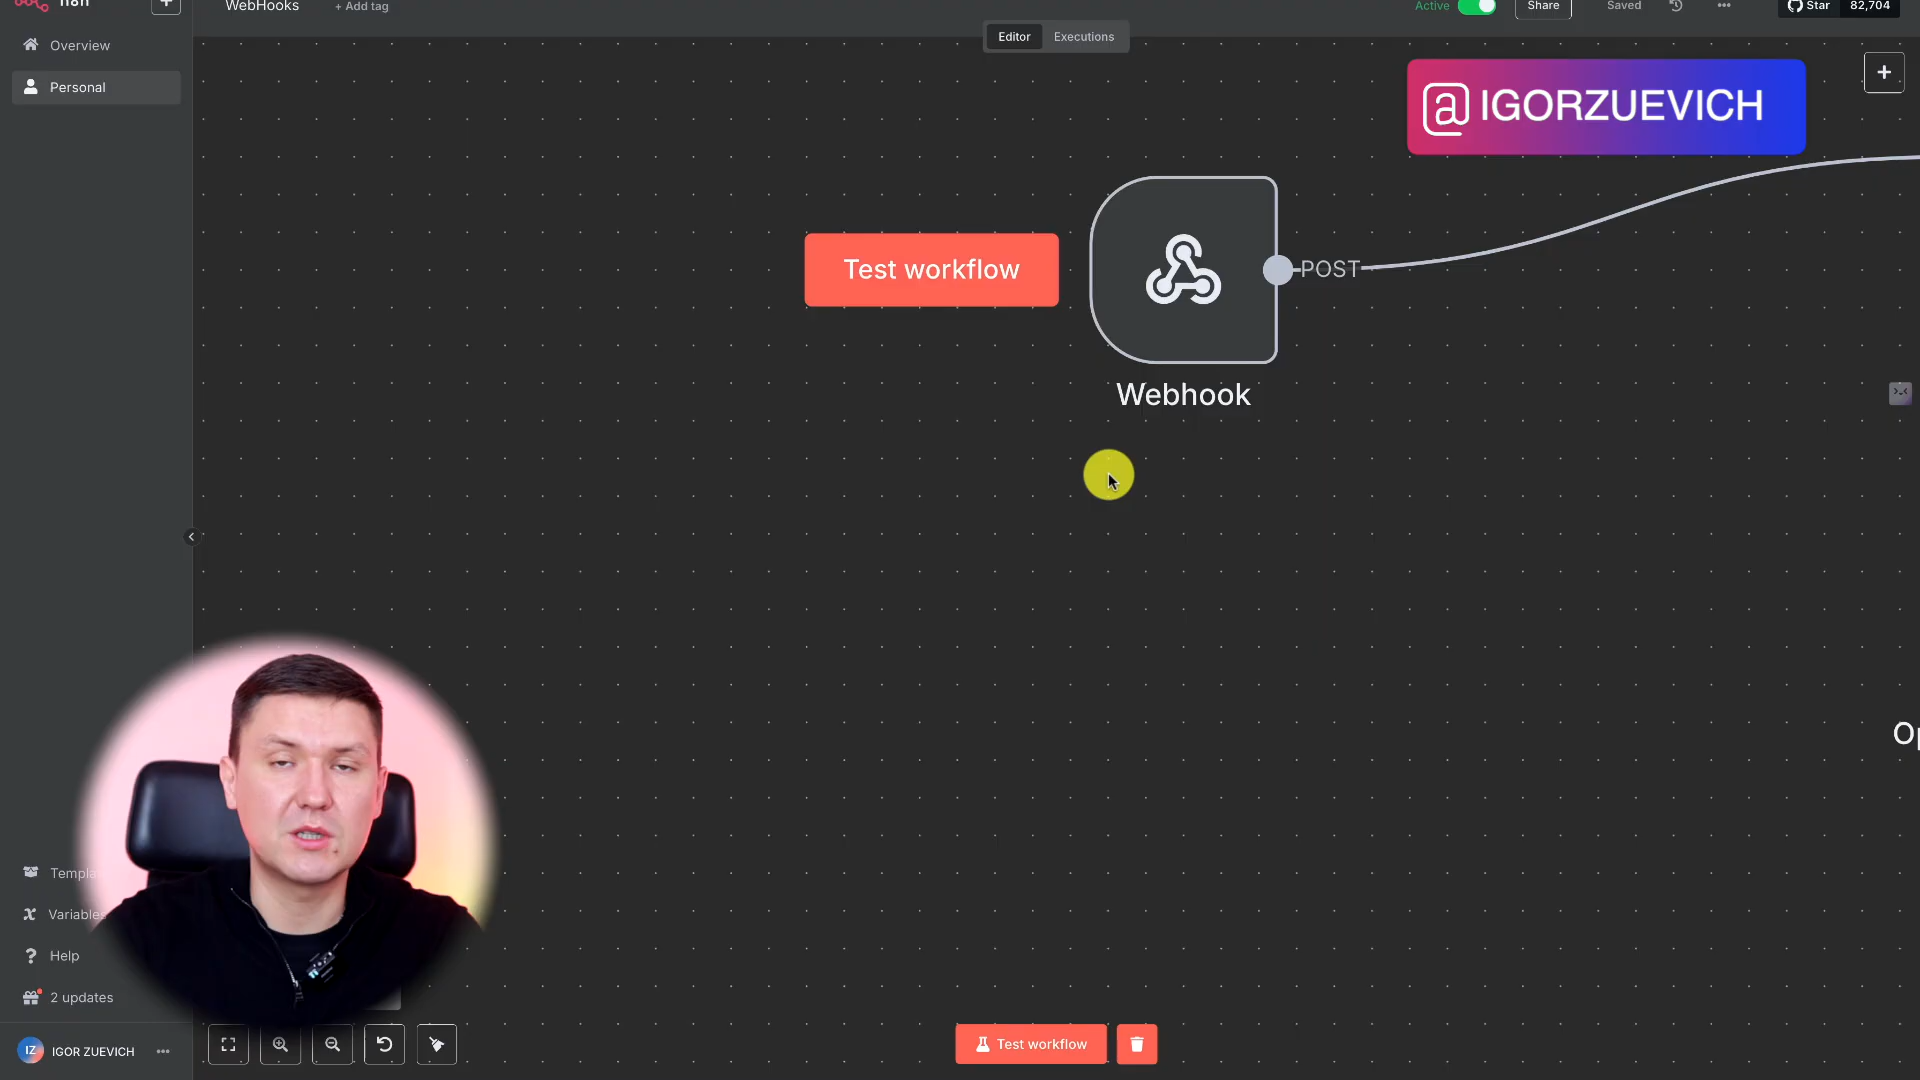 n8n
WebHooks
+ Add tag
Active
Share
Saved
Star
82,704
Editor
Executions
Overview
Personal
@IGORZUEVICH
Test workflow
POST
Webhook
Variables
Help
2 updates
IZ
IGOR ZUEVICH
Test workflow